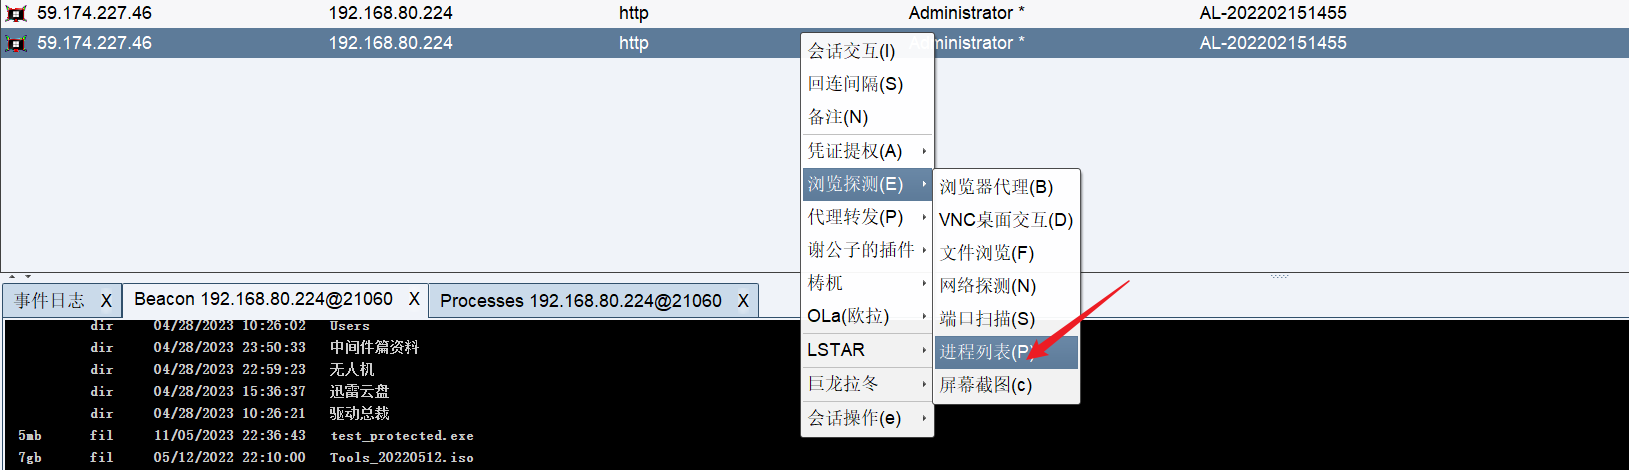 59.174.227.46 192.168.80.224 http Administrator * AL-202202151455
59.174.227.46 192.168.80.224 http Administrator * AL-202202151455
会话交互(I)
回连间隔(S)
备注(N)
凭证提权(A)
浏览探测(E)
代理转发(P)
谢公子的插件
梼杌
OLa(欧拉)
LSTAR
巨龙拉冬
会话操作(e)
浏览器代理(B)
VNC桌面交互(D)
文件浏览(F)
网络探测(N)
端口扫描(S)
进程列表(P)
屏幕截图(c)
事件日志 X Beacon 192.168.80.224@21060 X Processes 192.168.80.224@21060 X
dir 04/28/2023 10:26:02 Users
dir 04/28/2023 23:50:33 中间件篇资料
dir 04/28/2023 22:59:23 无人机
dir 04/28/2023 15:36:37 迅雷云盘
dir 04/28/2023 10:26:21 驱动总裁
5mb fil 11/05/2023 22:36:43 test_protected.exe
7gb fil 05/12/2022 22:10:00 Tools_20220512.iso